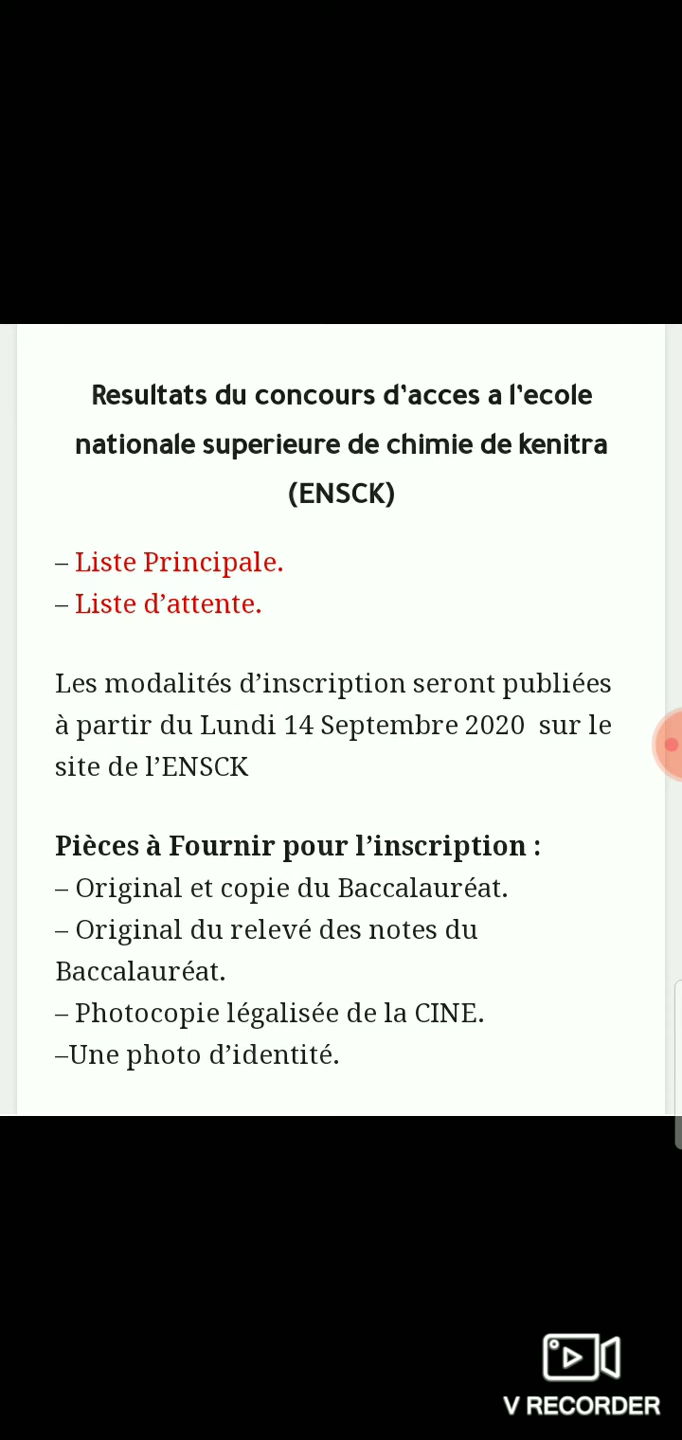 Resultats du concours d’acces a l’ecole
nationale superieure de chimie de kenitra
(ENSCK)
– Liste Principale.
– Liste d’attente.
Les modalités d’inscription seront publiées
à partir du Lundi 14 Septembre 2020  sur le
site de l’ENSCK
Pièces à Fournir pour l’inscription :
– Original et copie du Baccalauréat.
– Original du relevé des notes du
Baccalauréat.
– Photocopie légalisée de la CINE.
–Une photo d’identité.
V RECORDER